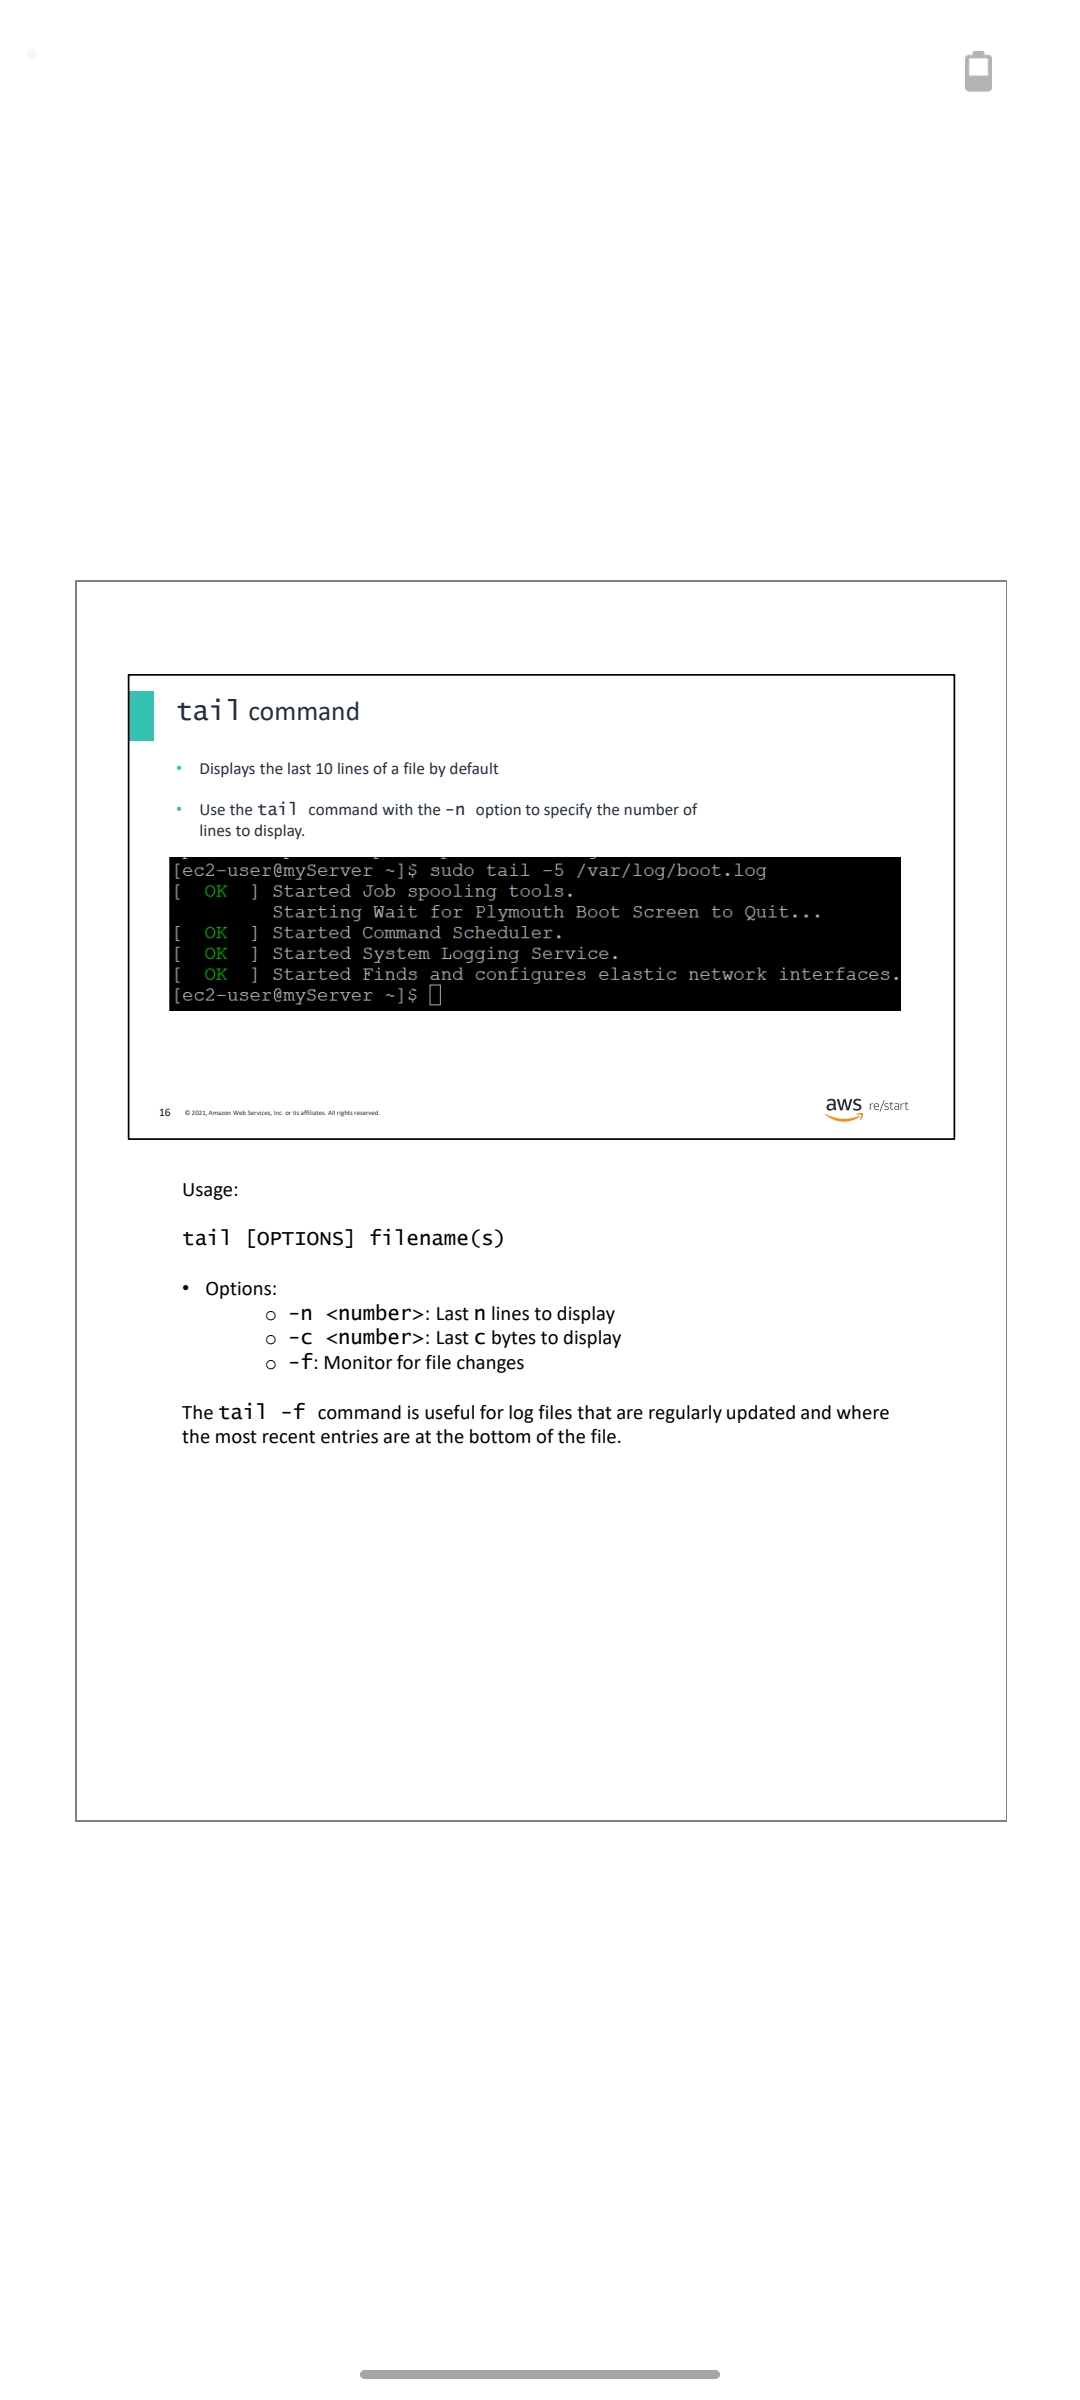 tail command
• Displays the last 10 lines of a file by default
• Use the tail command with the -n option to specify the number of
lines to display.
[ec2-user@myServer ~]$ sudo tail -5 /var/log/boot.log
[  OK  ] Started Job spooling tools.
         Starting Wait for Plymouth Boot Screen to Quit...
[  OK  ] Started Command Scheduler.
[  OK  ] Started System Logging Service.
[  OK  ] Started Finds and configures elastic network interfaces.
[ec2-user@myServer ~]$
16 © 2021, Amazon Web Services, Inc. or its affiliates. All rights reserved.
aws re/start
Usage:
tail [OPTIONS] filename(s)
• Options:
o -n <number>: Last n lines to display
o -c <number>: Last c bytes to display
o -f: Monitor for file changes
The tail -f command is useful for log files that are regularly updated and where
the most recent entries are at the bottom of the file.